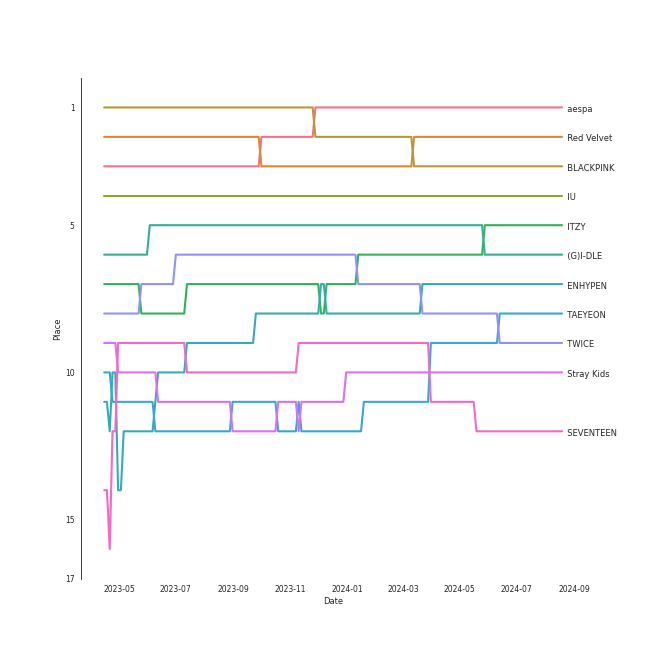 1
aespa
Red Velvet
BLACKPINK
IU
5
ITZY
(G)I-DLE
ENHYPEN
TAEYEON
Place
TWICE
10
Stray Kids
SEVENTEEN
15
17
2023-05
2023-07
2023-09
2023-11
2024-01
2024-03
2024-05
2024-07
2024-09
Date